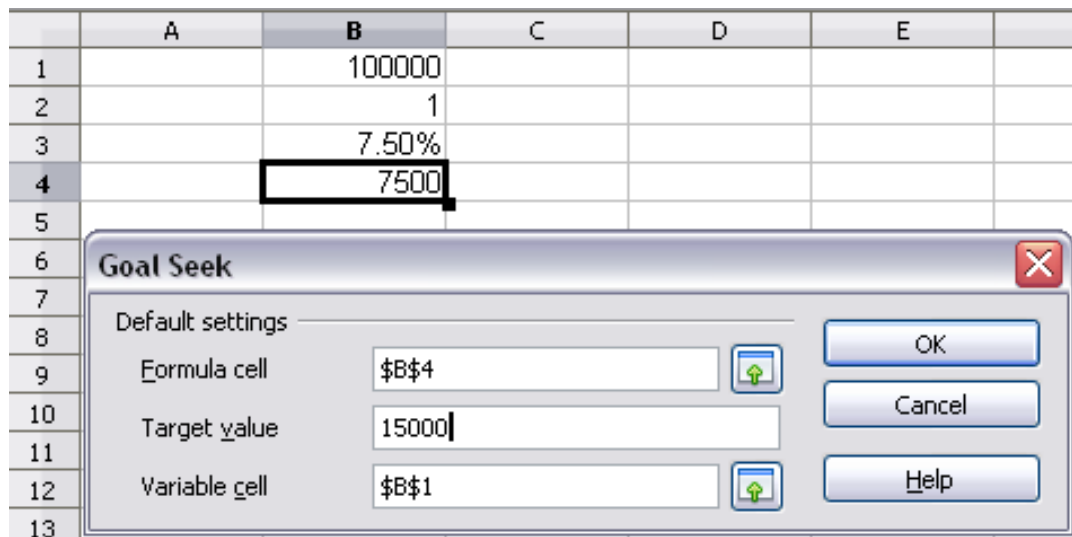 A B C D E
1 100000
2 1
3 7.50%
4 7500
5
6
7
8
9
10
11
12
13
Goal Seek
Default settings
Formula cell $B$4
Target value 15000
Variable cell $B$1
OK
Cancel
Help